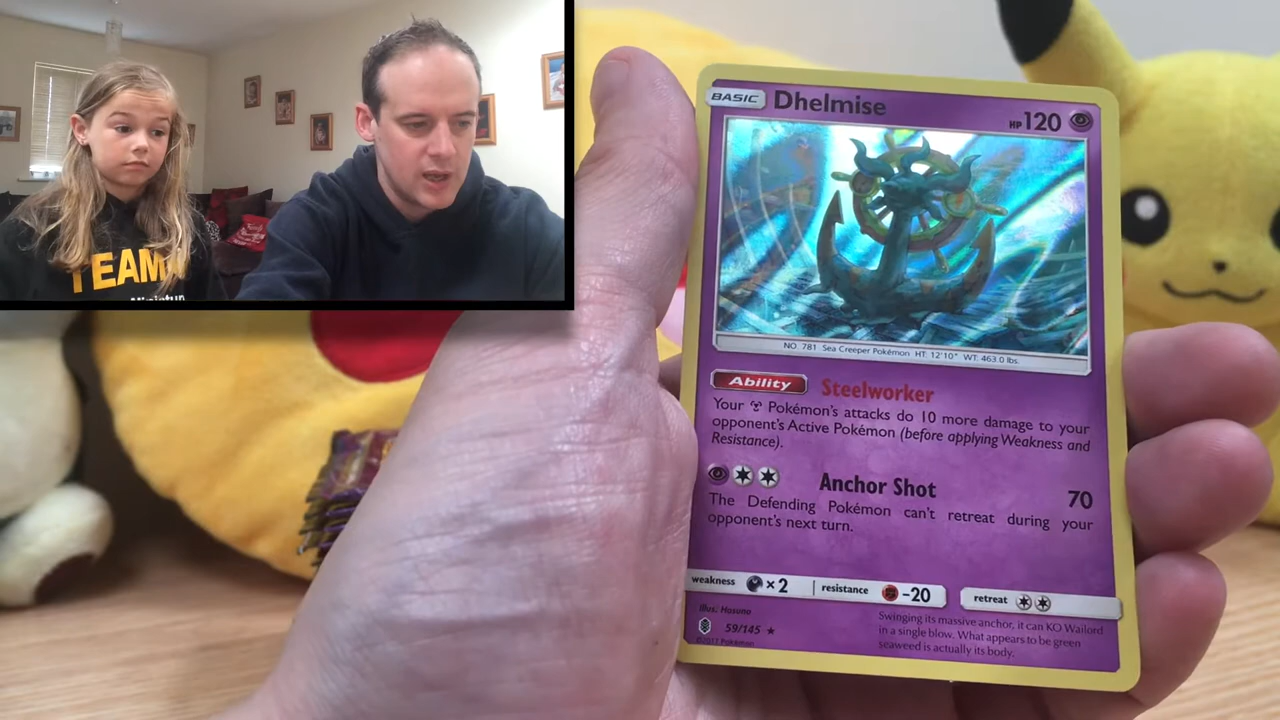 TEAM
BASIC Dhelmise HP 120
NO. 781 Sea Creeper Pokémon HT: 12'10" WT: 463.0 lbs.
Ability Steelworker
Your Pokémon's attacks do 10 more damage to your
opponent's Active Pokémon (before applying Weakness and
Resistance).
Anchor Shot 70
The Defending Pokémon can't retreat during your
opponent's next turn.
weakness ×2 resistance -20 retreat
Illus. Hasuno
59/145 ★
©2017 Pokémon
Swinging its massive anchor, it can KO Wailord
in a single blow. What appears to be green
seaweed is actually its body.